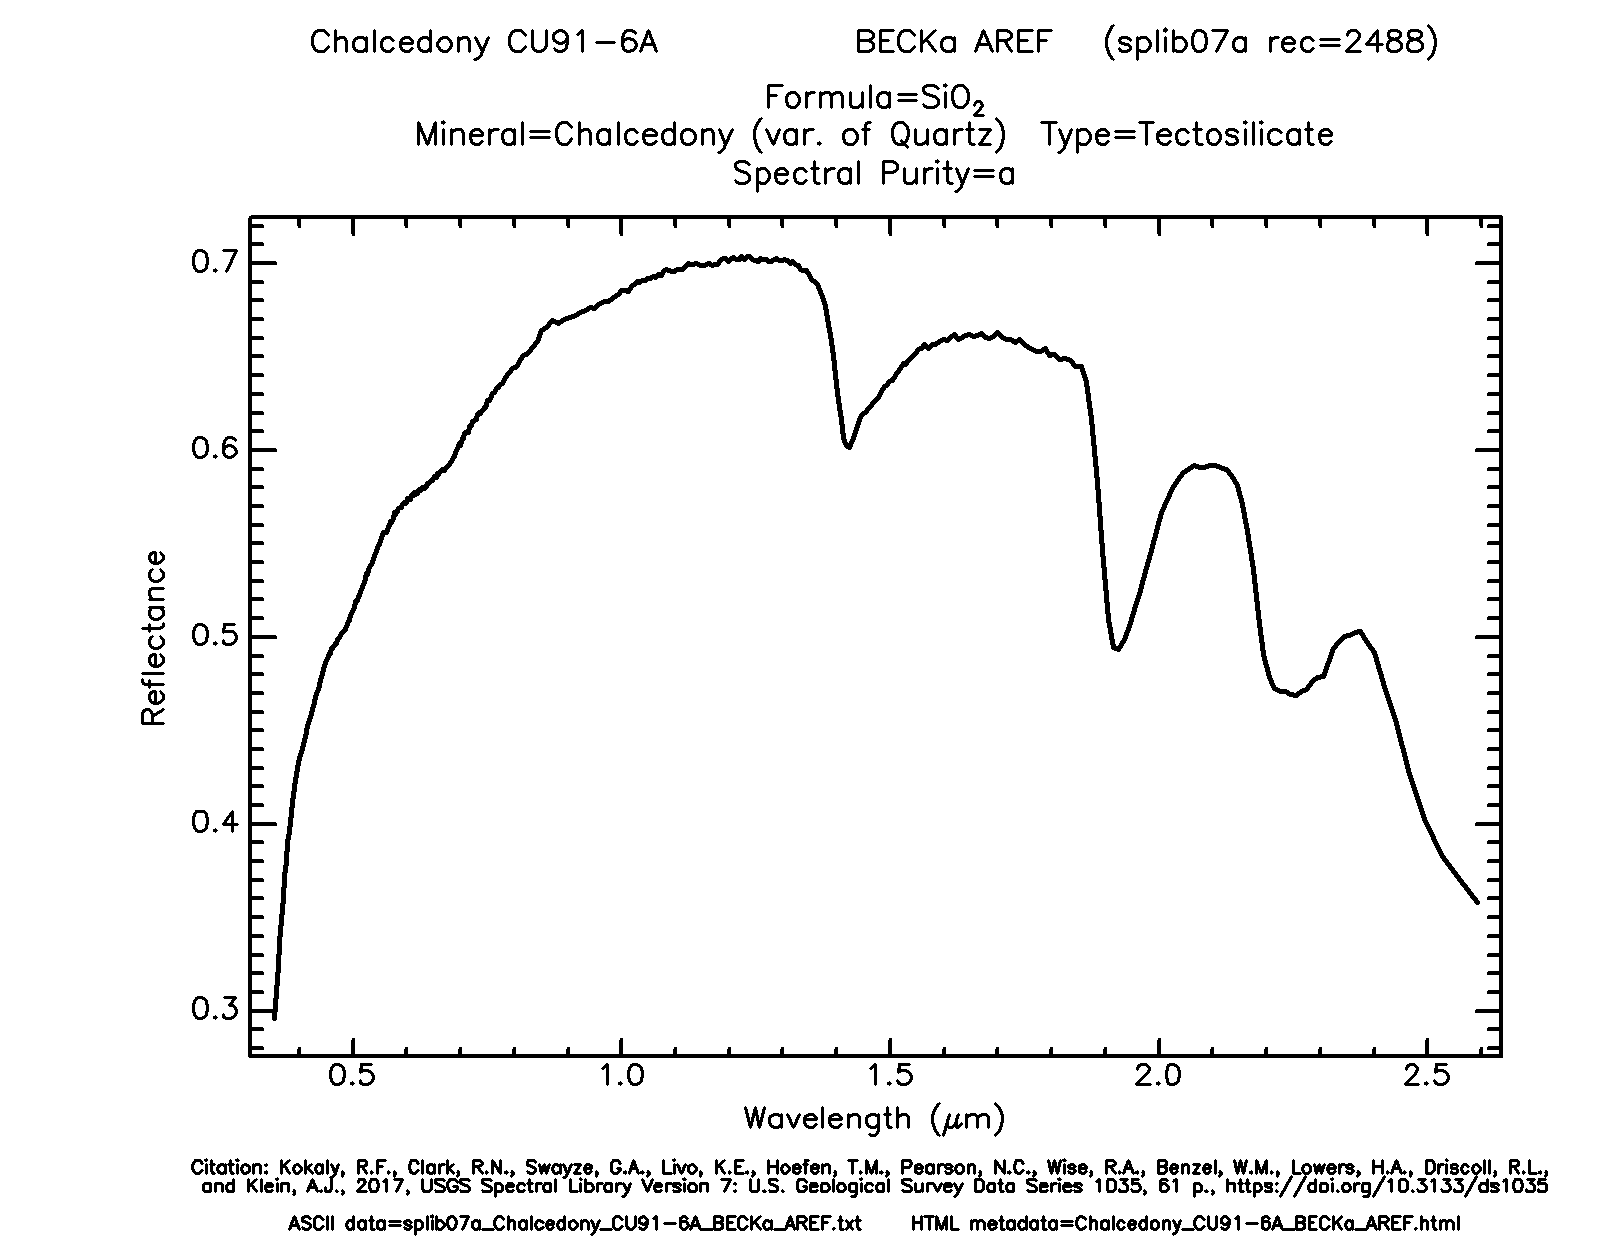 Chalcedony CU91-6A BECKa AREF (splib07a rec=2488)
Formula=SiO2
Mineral=Chalcedony (var. of Quartz) Type=Tectosilicate
Spectral Purity=a
0.7
0.6
0.5
0.4
0.3
Reflectance
0.5 1.0 1.5 2.0 2.5
Wavelength (μm)
Citation: Kokaly, R.F., Clark, R.N., Swayze, G.A., Livo, K.E., Hoefen, T.M., Pearson, N.C., Wise, R.A., Benzel, W.M., Lowers, H.A., Driscoll, R.L.,
and Klein, A.J., 2017, USGS Spectral Library Version 7: U.S. Geological Survey Data Series 1035, 61 p., https://doi.org/10.3133/ds1035
ASCII data=splib07a_Chalcedony_CU91-6A_BECKa_AREF.txt HTML metadata=Chalcedony_CU91-6A_BECKa_AREF.html